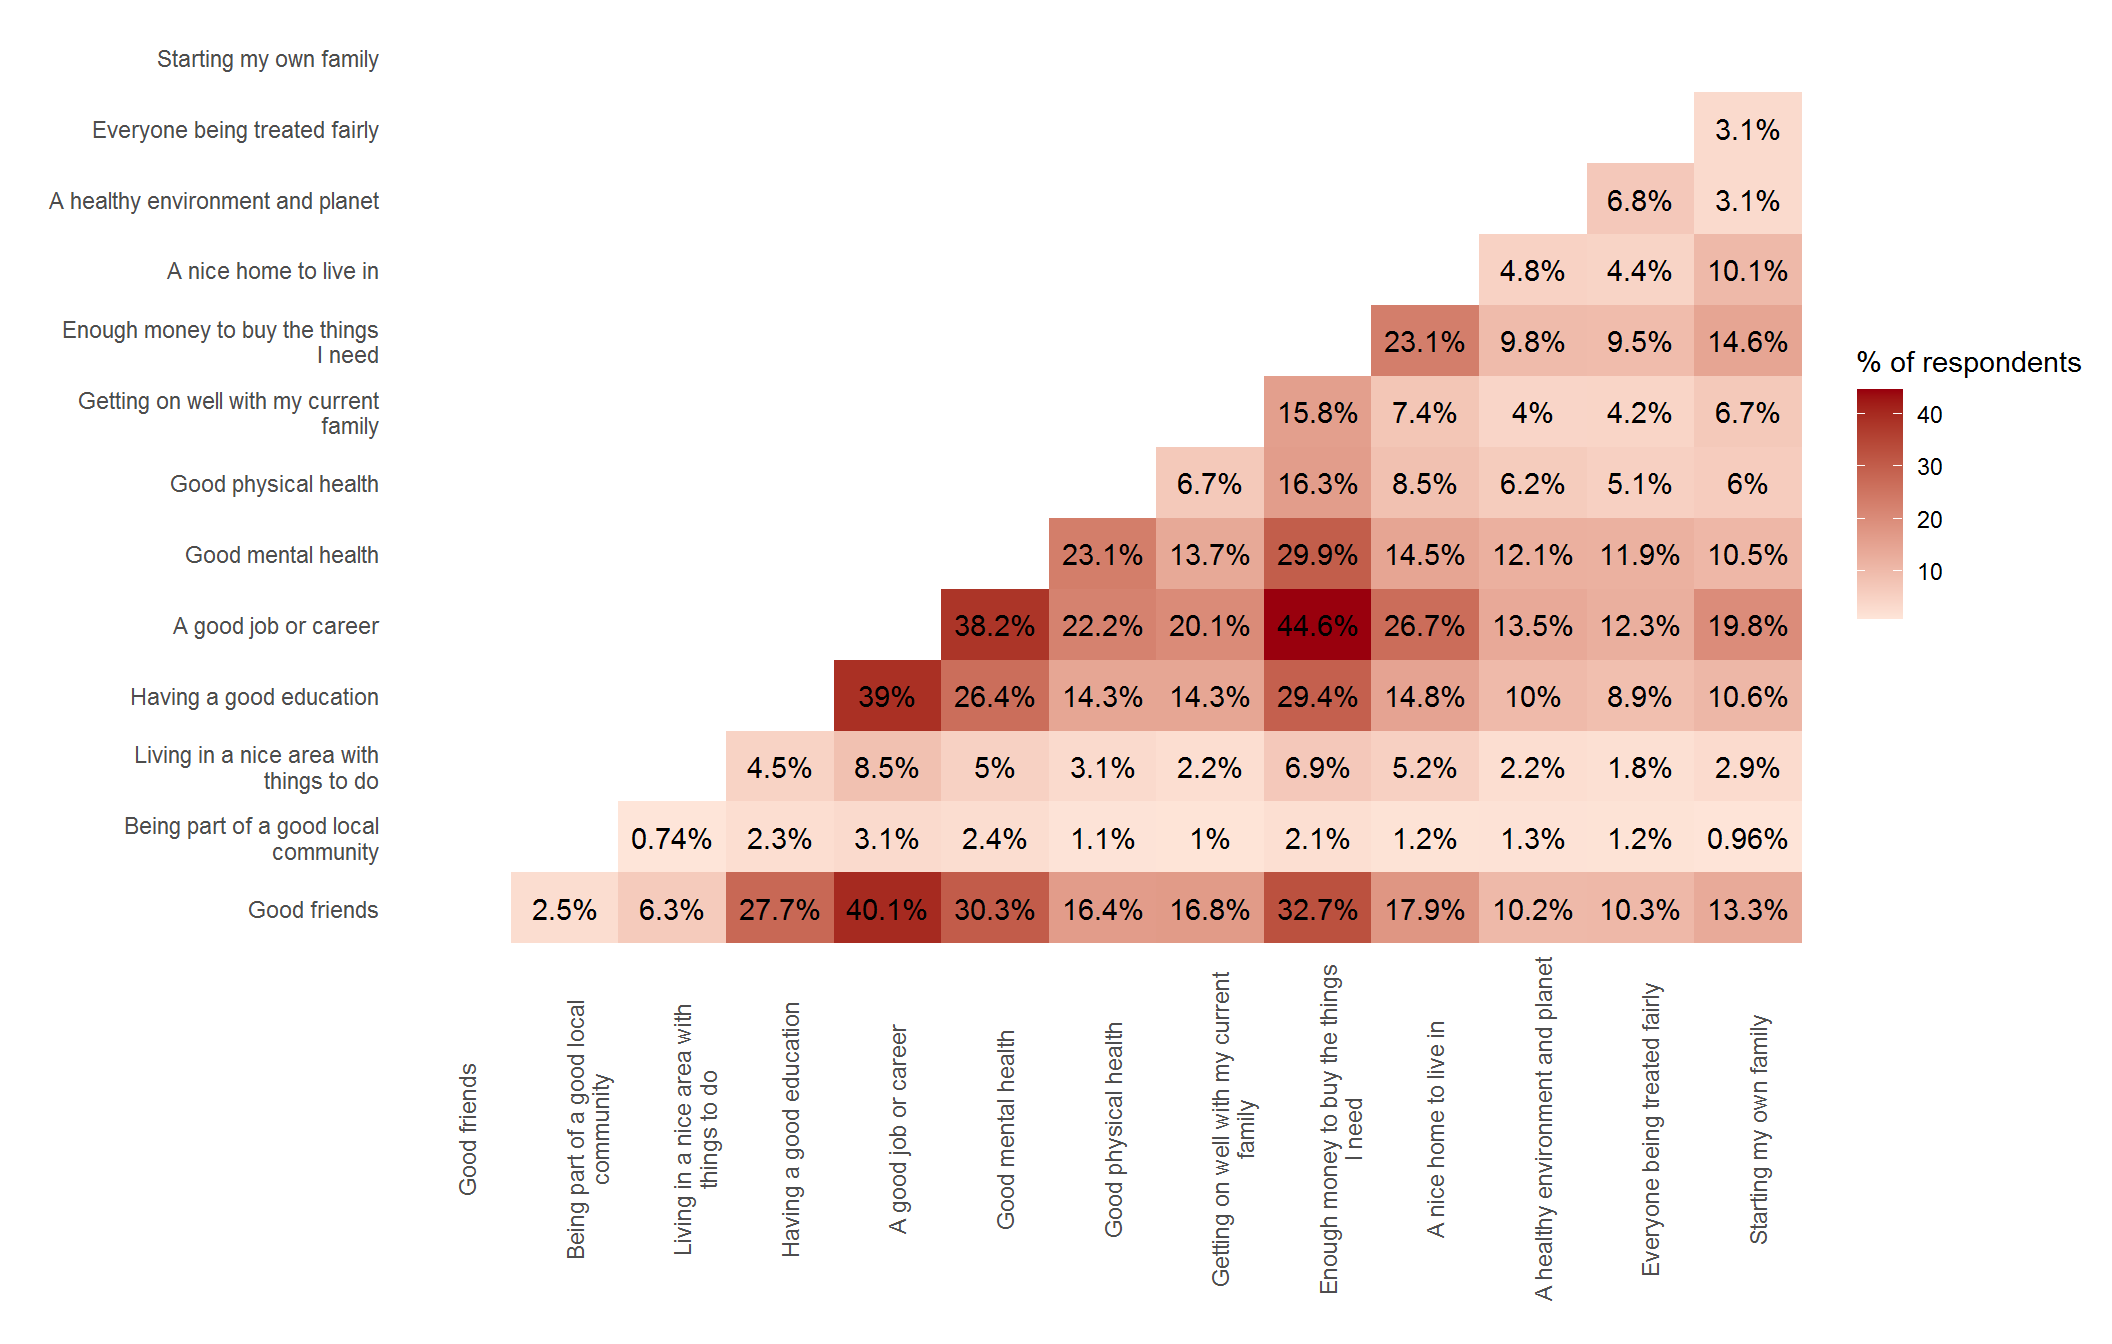 Starting my own family
Everyone being treated fairly
3.1%
A healthy environment and planet
6.8%
3.1%
A nice home to live in
4.8%
4.4%
10.1%
Enough money to buy the things
I need
23.1%
9.8%
9.5%
14.6%
Getting on well with my current
family
15.8%
7.4%
4%
4.2%
6.7%
Good physical health
6.7%
16.3%
8.5%
6.2%
5.1%
6%
Good mental health
23.1%
13.7%
29.9%
14.5%
12.1%
11.9%
10.5%
A good job or career
38.2%
22.2%
20.1%
44.6%
26.7%
13.5%
12.3%
19.8%
Having a good education
39%
26.4%
14.3%
14.3%
29.4%
14.8%
10%
8.9%
10.6%
Living in a nice area with
things to do
4.5%
8.5%
5%
3.1%
2.2%
6.9%
5.2%
2.2%
1.8%
2.9%
Being part of a good local
community
0.74%
2.3%
3.1%
2.4%
1.1%
1%
2.1%
1.2%
1.3%
1.2%
0.96%
Good friends
2.5%
6.3%
27.7%
40.1%
30.3%
16.4%
16.8%
32.7%
17.9%
10.2%
10.3%
13.3%
Good friends
Being part of a good local
community
Living in a nice area with
things to do
Having a good education
A good job or career
Good mental health
Good physical health
Getting on well with my current
family
Enough money to buy the things
I need
A nice home to live in
A healthy environment and planet
Everyone being treated fairly
Starting my own family
% of respondents
40
30
20
10